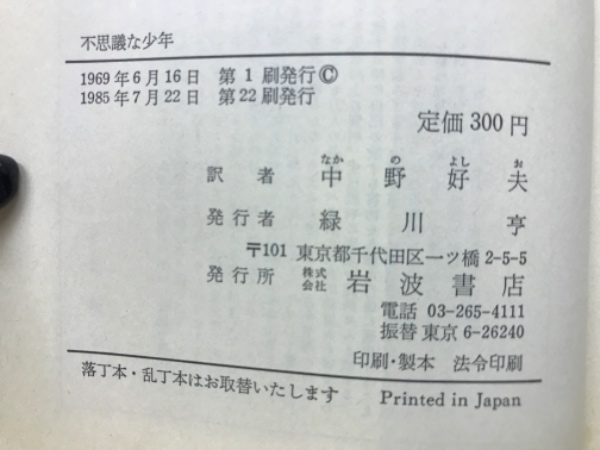 不思議な少年
1969年6月16日 第1刷発行©
1985年7月22日 第22刷発行
定価 300 円
訳者 中野好夫
なか の よし お
発行者 緑川亨
〒101 東京都千代田区一ツ橋 2-5-5
発行所 株式会社 岩波書店
電話 03-265-4111
振替 東京 6-26240
印刷・製本 法令印刷
落丁本・乱丁本はお取替いたします Printed in Japan